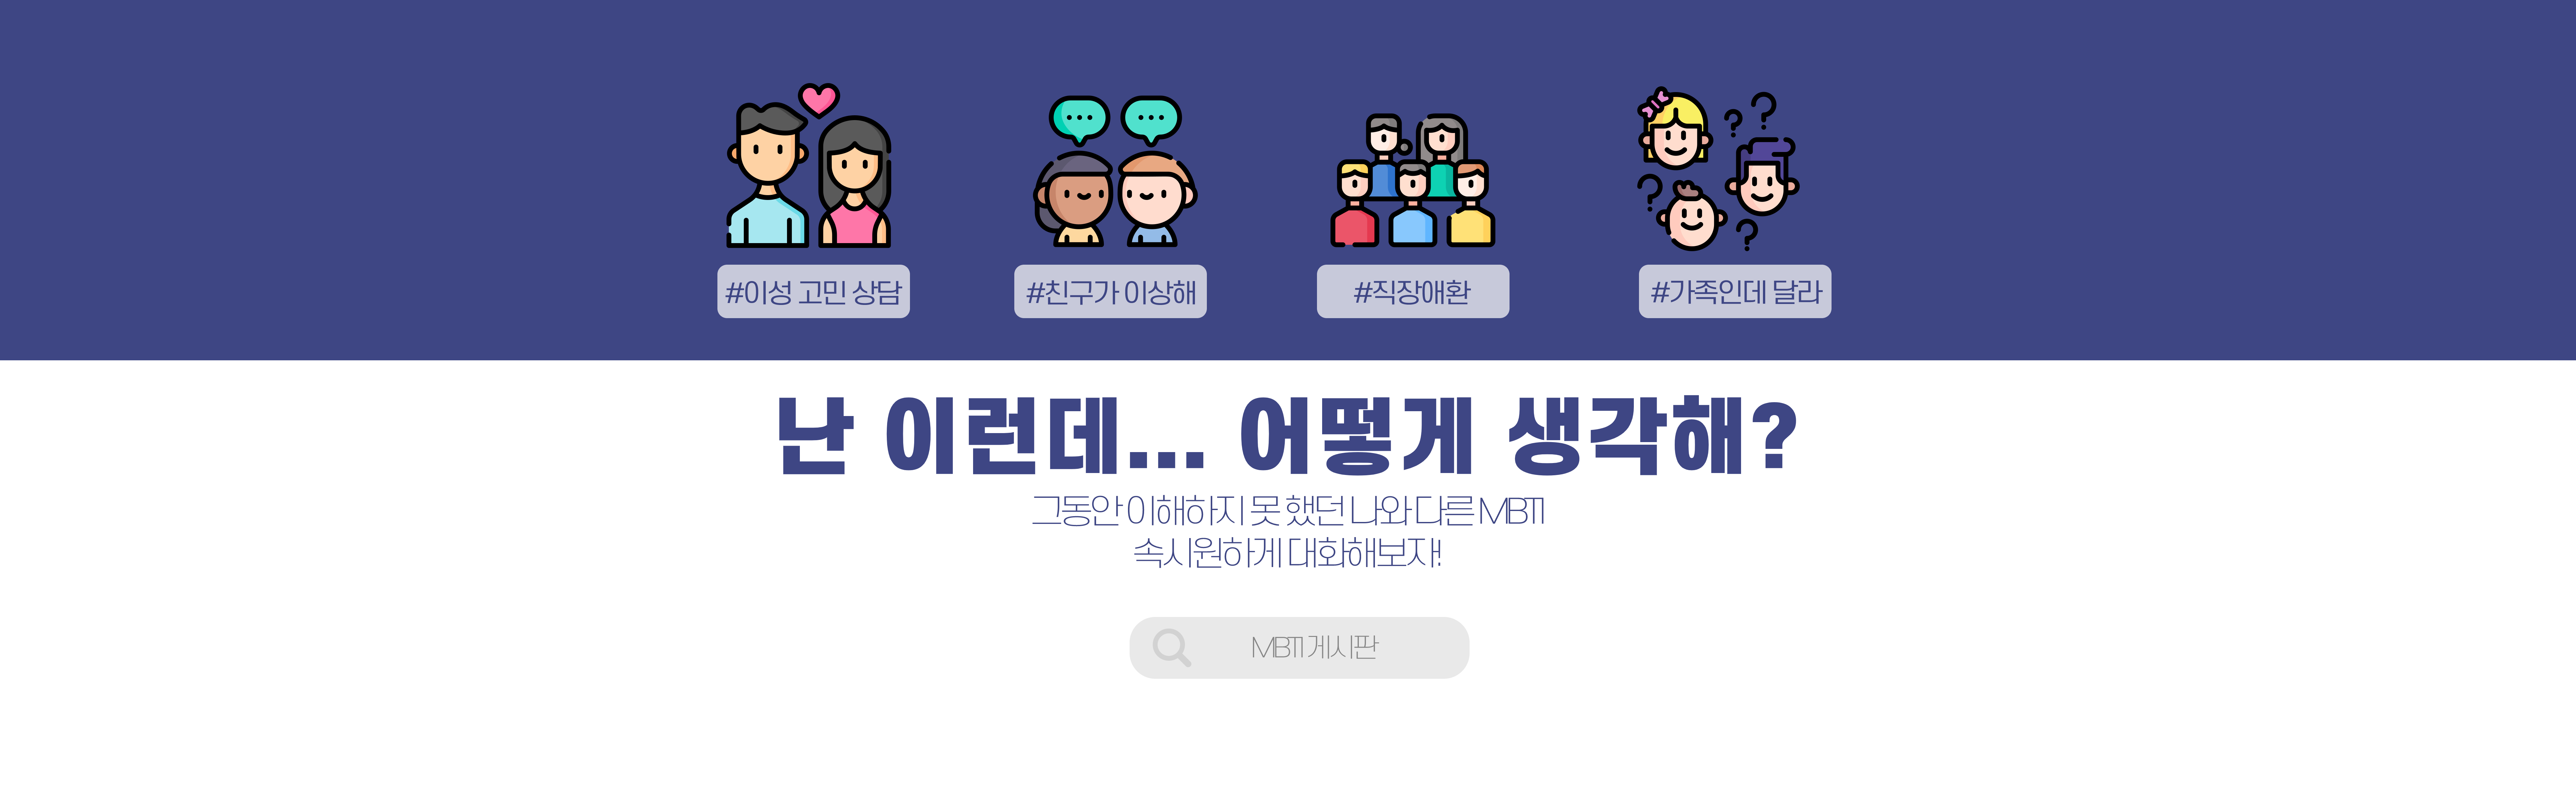 #이성 고민 상담
#친구가 이상해
#직장애환
#가족인데 달라
난 이런데... 어떻게 생각해?
그동안 이해하지 못 했던 나와 다른 MBTI
속시원하게 대화해보자!
MBTI 게시판